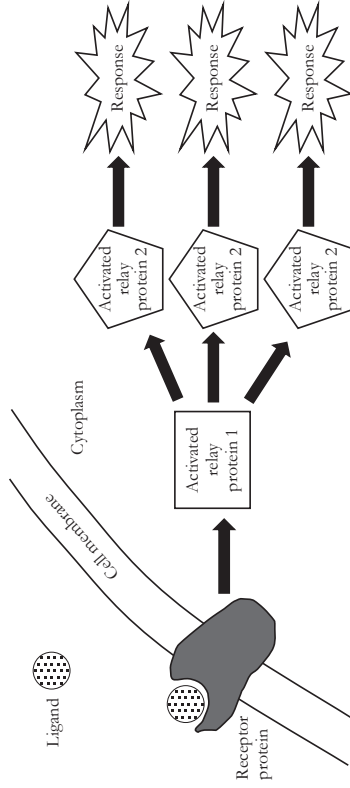 Ligand
Receptor
protein
Cell membrane
Cytoplasm
Activated
relay
protein 1
Activated
relay
protein 2
Activated
relay
protein 2
Activated
relay
protein 2
Response
Response
Response